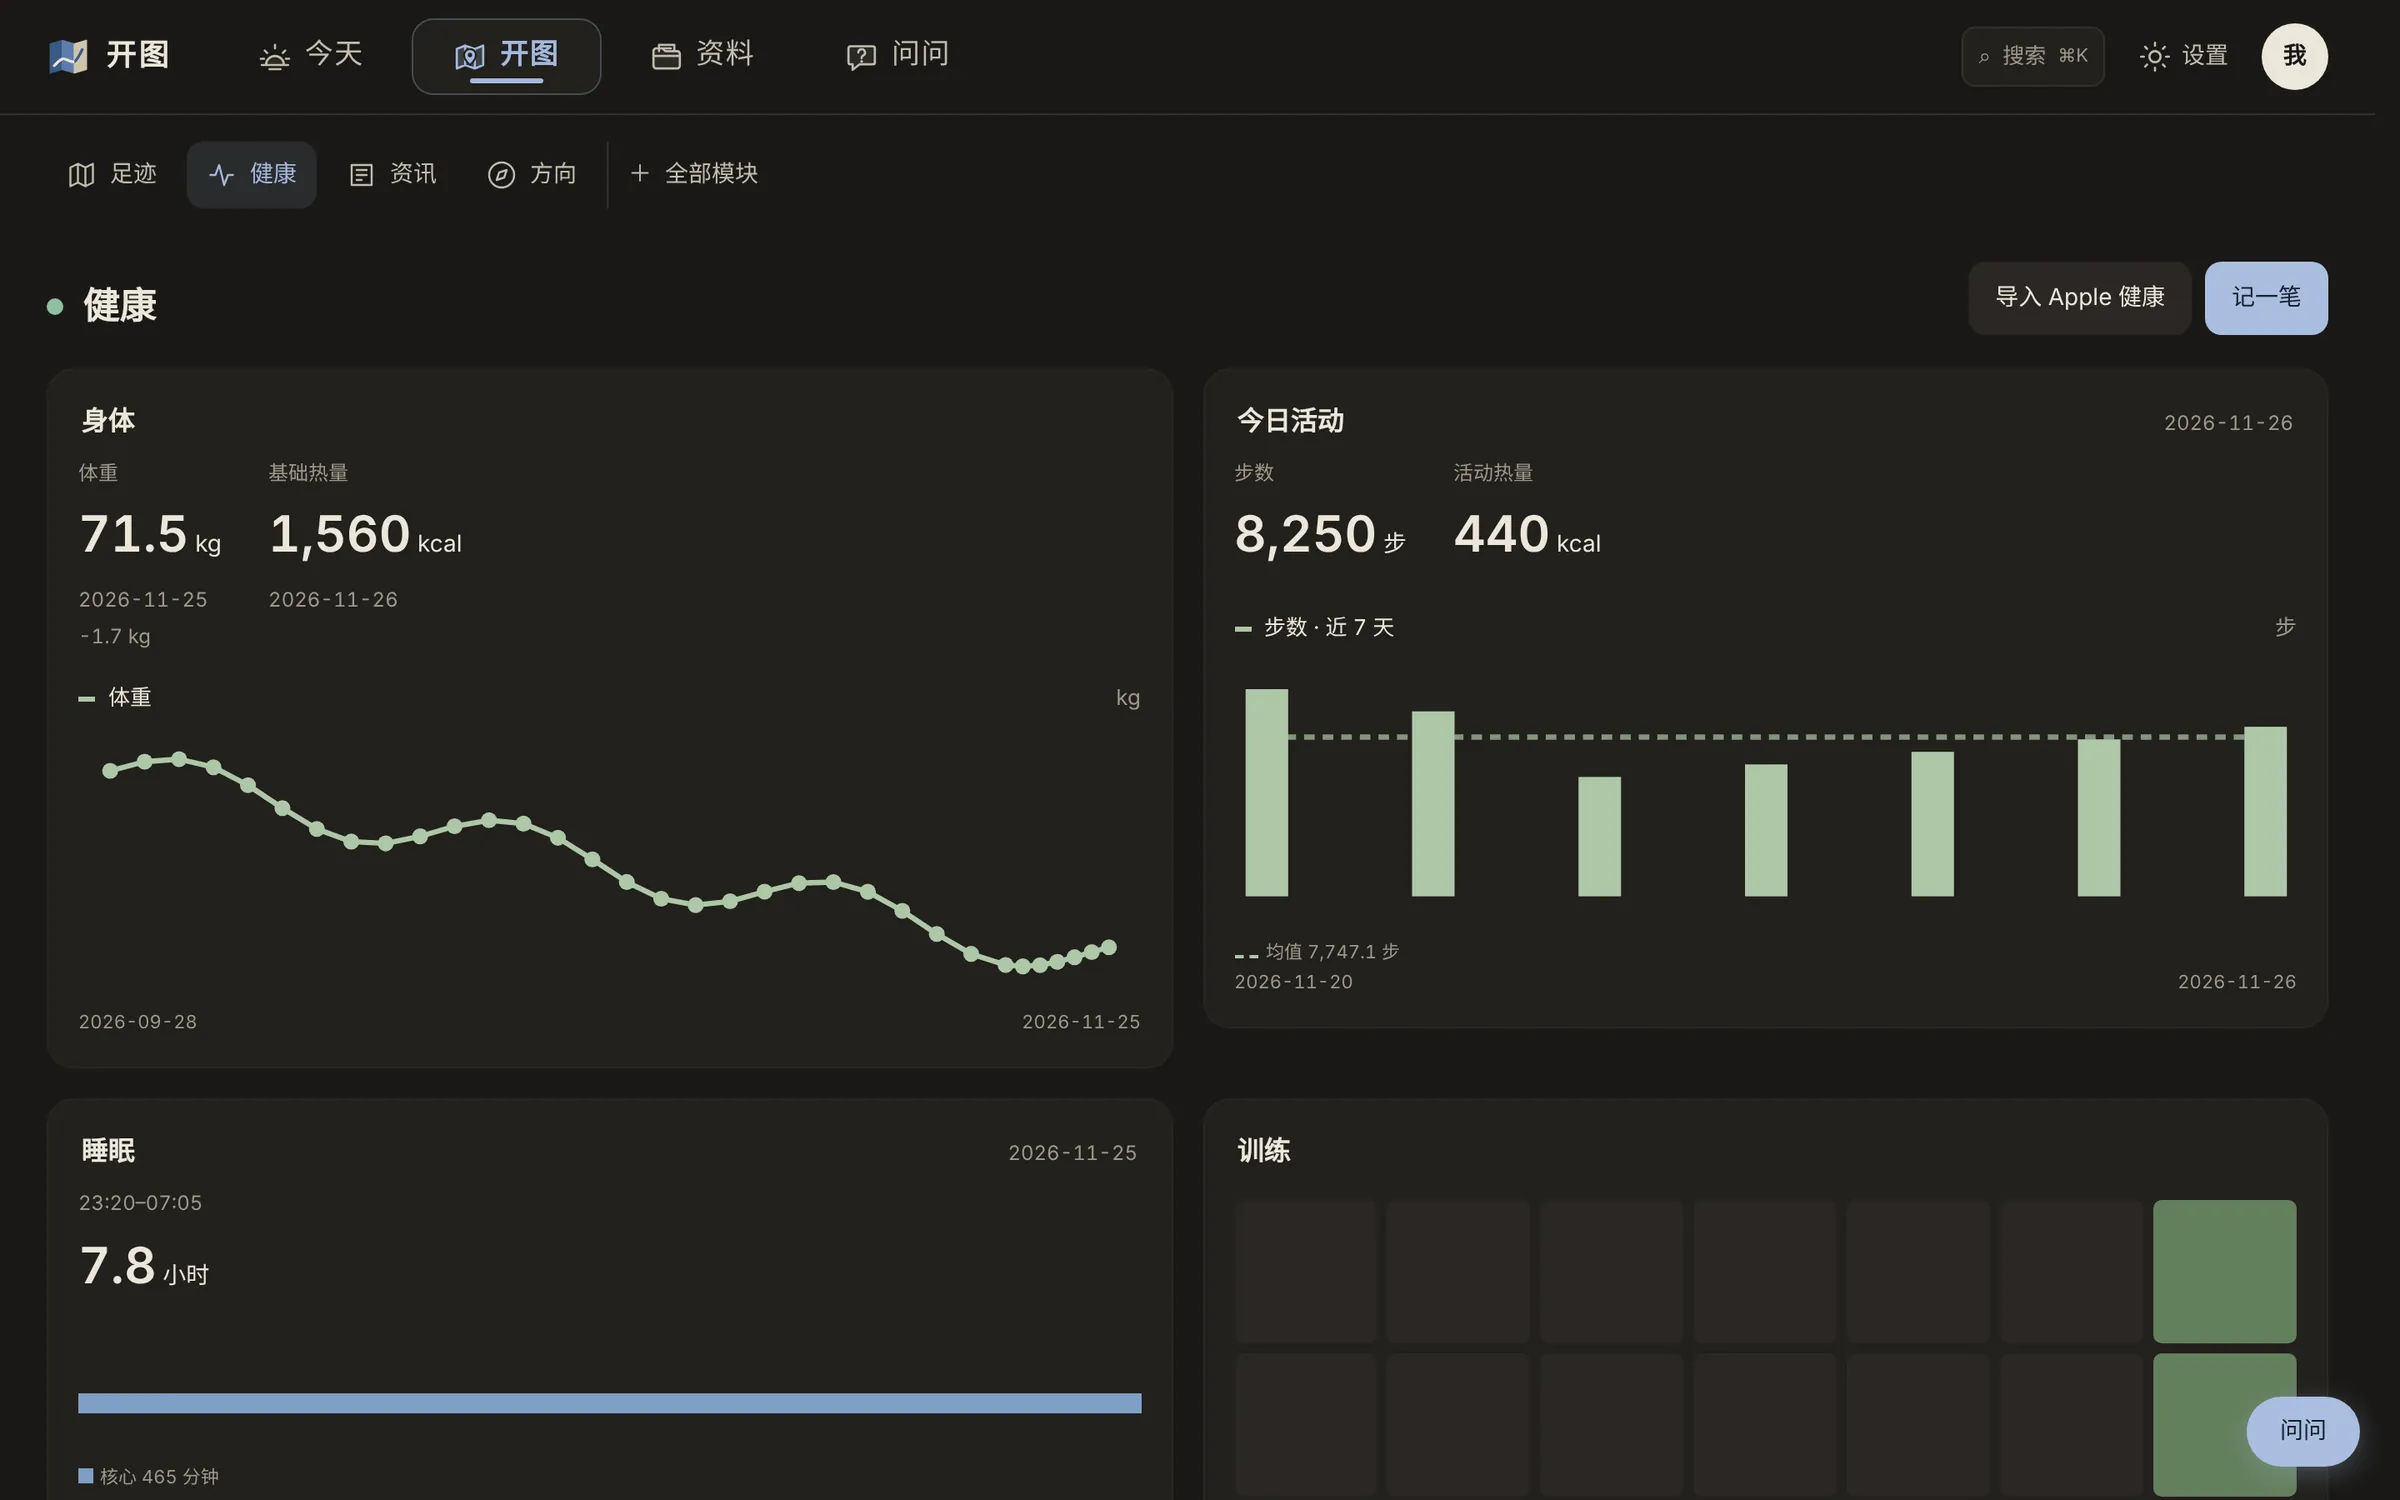 开图
今天
开图
资料
问问
搜索 ⌘K
设置
我
足迹
健康
资讯
方向
+ 全部模块
健康
导入 Apple 健康
记一笔
身体
体重
基础热量
71.5 kg
1,560 kcal
2026-11-25
2026-11-26
-1.7 kg
体重
kg
2026-09-28
2026-11-25
今日活动
2026-11-26
步数
活动热量
8,250 步
440 kcal
步数 · 近 7 天
步
均值 7,747.1 步
2026-11-20
2026-11-26
睡眠
2026-11-25
23:20–07:05
7.8 小时
核心 465 分钟
训练
问问